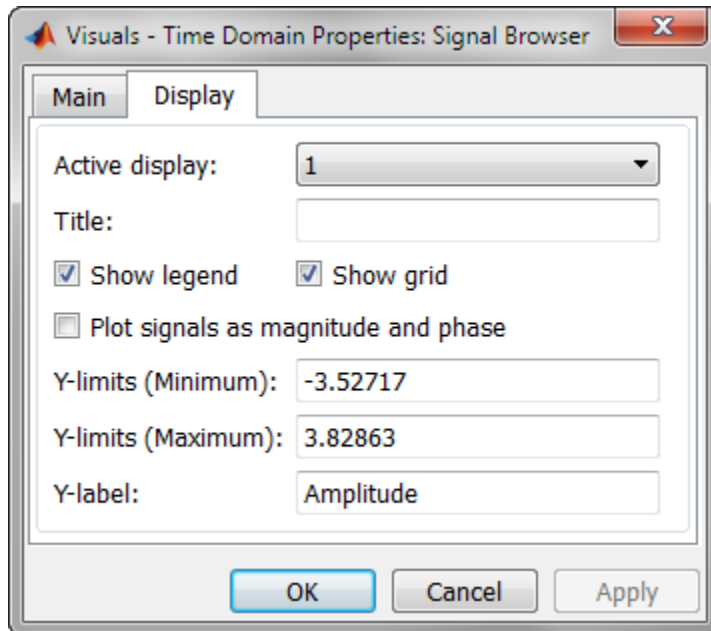 Visuals - Time Domain Properties: Signal Browser
Main Display
Active display: 1
Title:
Show legend Show grid
Plot signals as magnitude and phase
Y-limits (Minimum): -3.52717
Y-limits (Maximum): 3.82863
Y-label: Amplitude
OK Cancel Apply